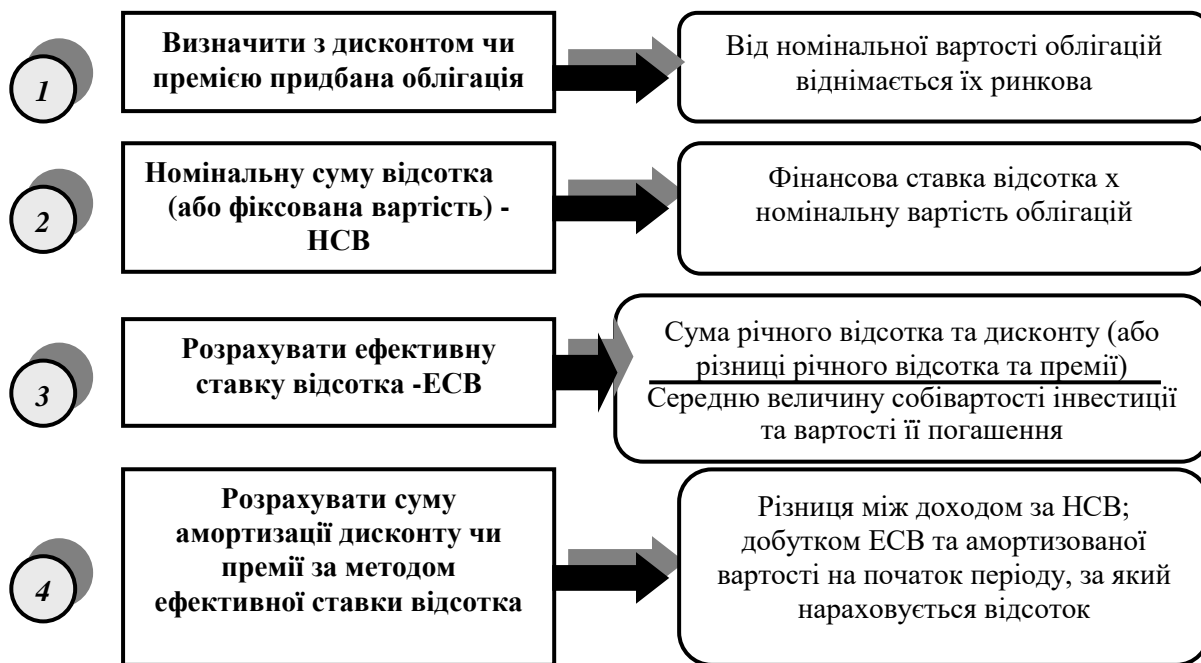 1
Визначити з дисконтом чи
премією придбана облігація
Від номінальної вартості облігацій
віднімається їх ринкова
2
Номінальну суму відсотка
(або фіксована вартість) -
НСВ
Фінансова ставка відсотка х
номінальну вартість облігацій
3
Розрахувати ефективну
ставку відсотка -ЕСВ
Сума річного відсотка та дисконту (або
різниці річного відсотка та премії)
Середню величину собівартості інвестиції
та вартості її погашення
4
Розрахувати суму
амортизації дисконту чи
премії за методом
ефективної ставки відсотка
Різниця між доходом за НСВ;
добутком ЕСВ та амортизованої
вартості на початок періоду, за який
нараховується відсоток